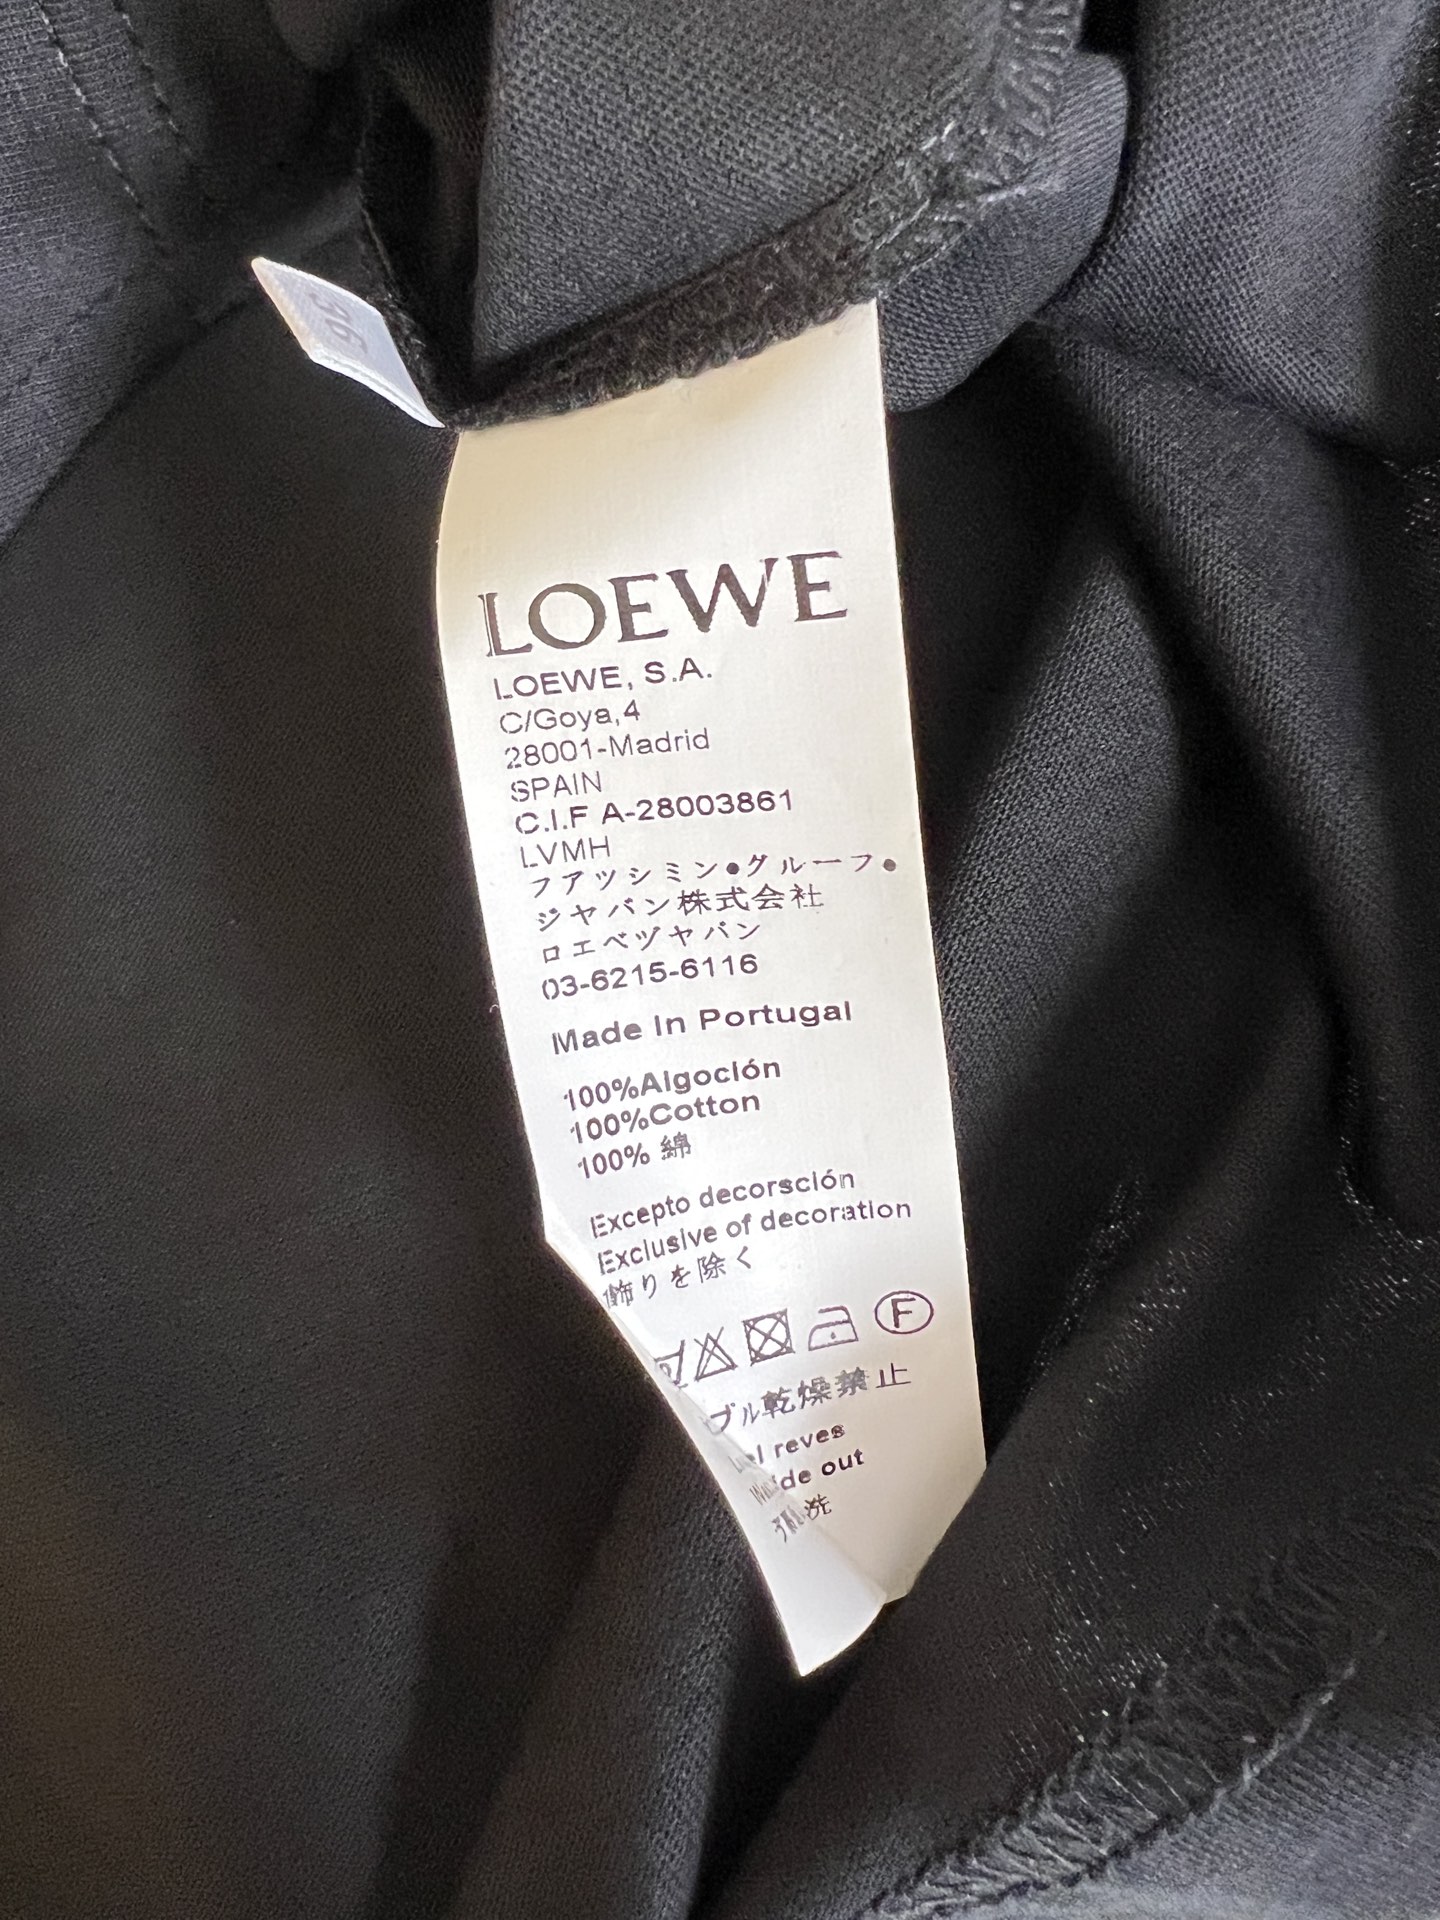 LOEWE
LOEWE, S.A.
C/Goya,4
28001-Madrid
SPAIN
C.I.F A-28003861
LVMH
フアツシミン●グルーフ●
ジヤバン株式会社
ロエベヅヤバン
03-6215-6116
Made In Portugal
100%Algoción
100%Cotton
100% 綿
Excepto decorsción
Exclusive of decoration
飾りを除く
F
ブル乾燥禁止
reves
out
洗